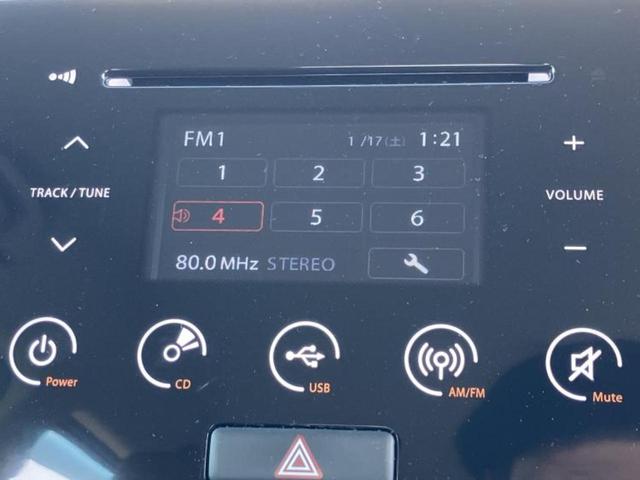 FM1 1/17(土) 1:21
1 2 3
TRACK / TUNE
VOLUME
4 5 6
80.0 MHz STEREO
Power
CD
USB
AM/FM
Mute